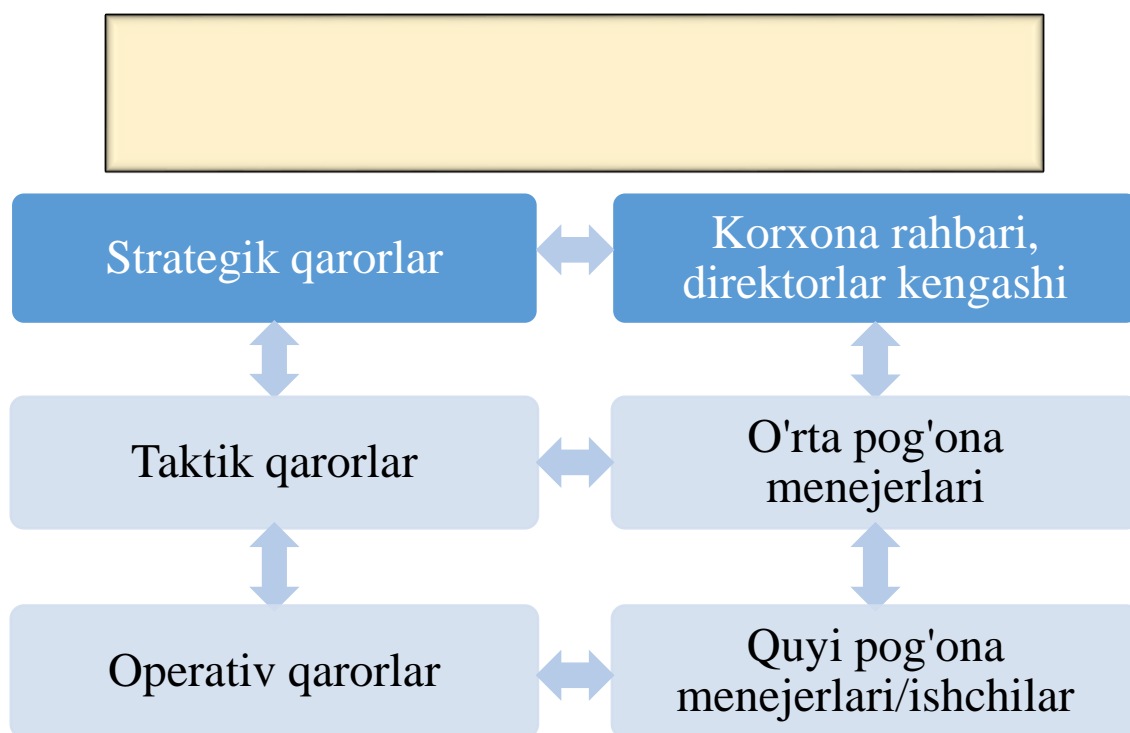 Strategik qarorlar
Korxona rahbari,
direktorlar kengashi
Taktik qarorlar
O'rta pog'ona
menejerlari
Operativ qarorlar
Quyi pog'ona
menejerlari/ishchilar